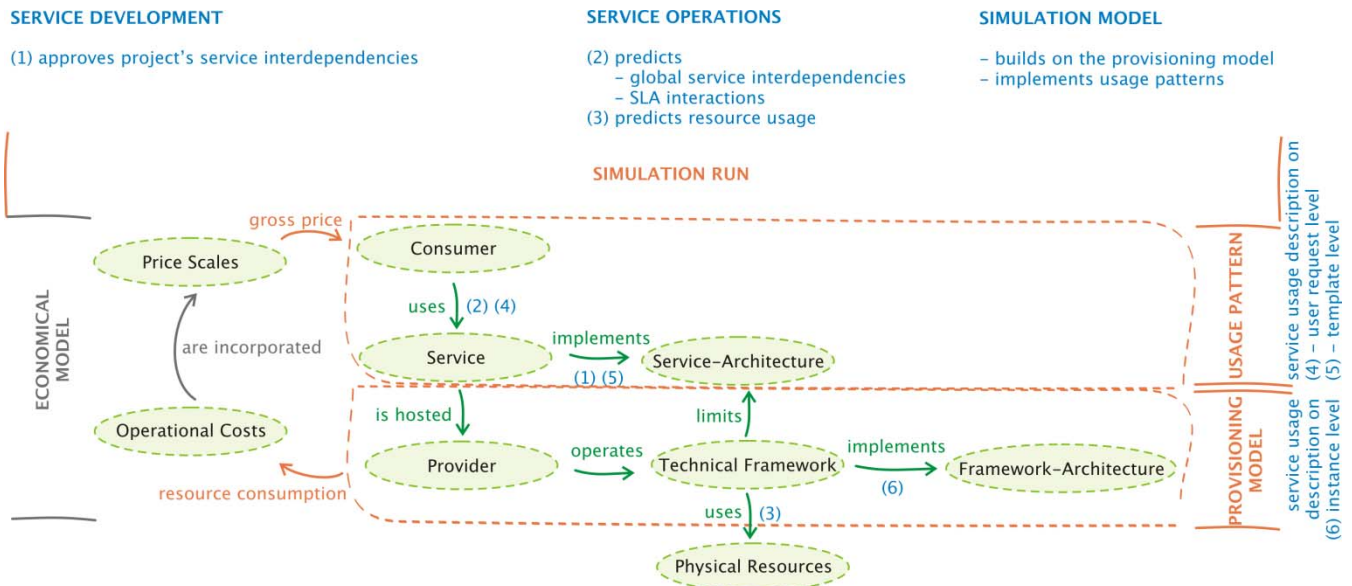 SERVICE DEVELOPMENT
(1) approves project's service interdependencies
SERVICE OPERATIONS
(2) predicts
– global service interdependencies
– SLA interactions
(3) predicts resource usage
SIMULATION MODEL
– builds on the provisioning model
– implements usage patterns
SIMULATION RUN
ECONOMICAL
MODEL
gross price
Price Scales
are incorporated
Operational Costs
resource consumption
Consumer
uses
(2) (4)
Service
implements
(1) (5)
Service–Architecture
is hosted
limits
Provider
operates
Technical Framework
implements
(6)
Framework–Architecture
uses
(3)
Physical Resources
USAGE PATTERN
service usage description on
(4) – user request level
(5) – template level
PROVISIONING
MODEL
service usage
description on
(6) instance level